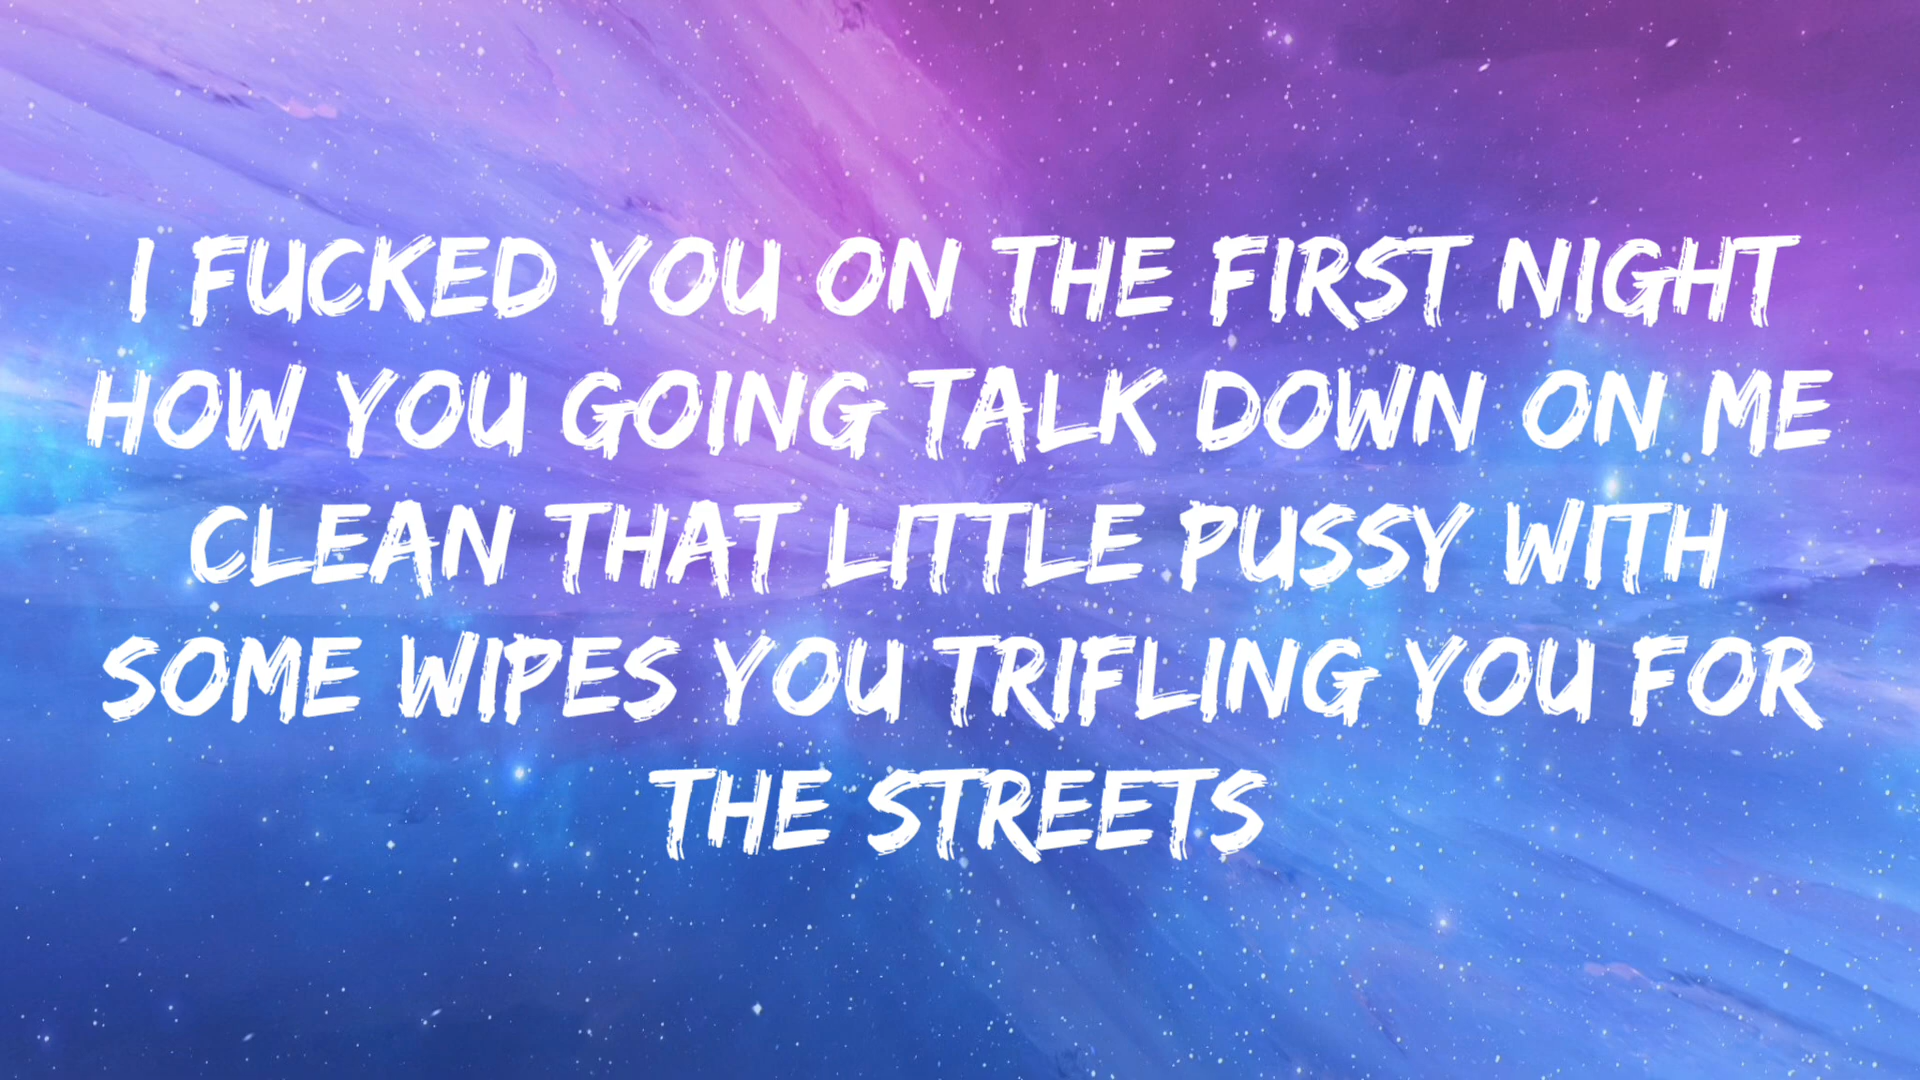 I FUCKED YOU ON THE FIRST NIGHT
HOW YOU GOING TALK DOWN ON ME
CLEAN THAT LITTLE PUSSY WITH
SOME WIPES YOU TRIFLING YOU FOR
THE STREETS